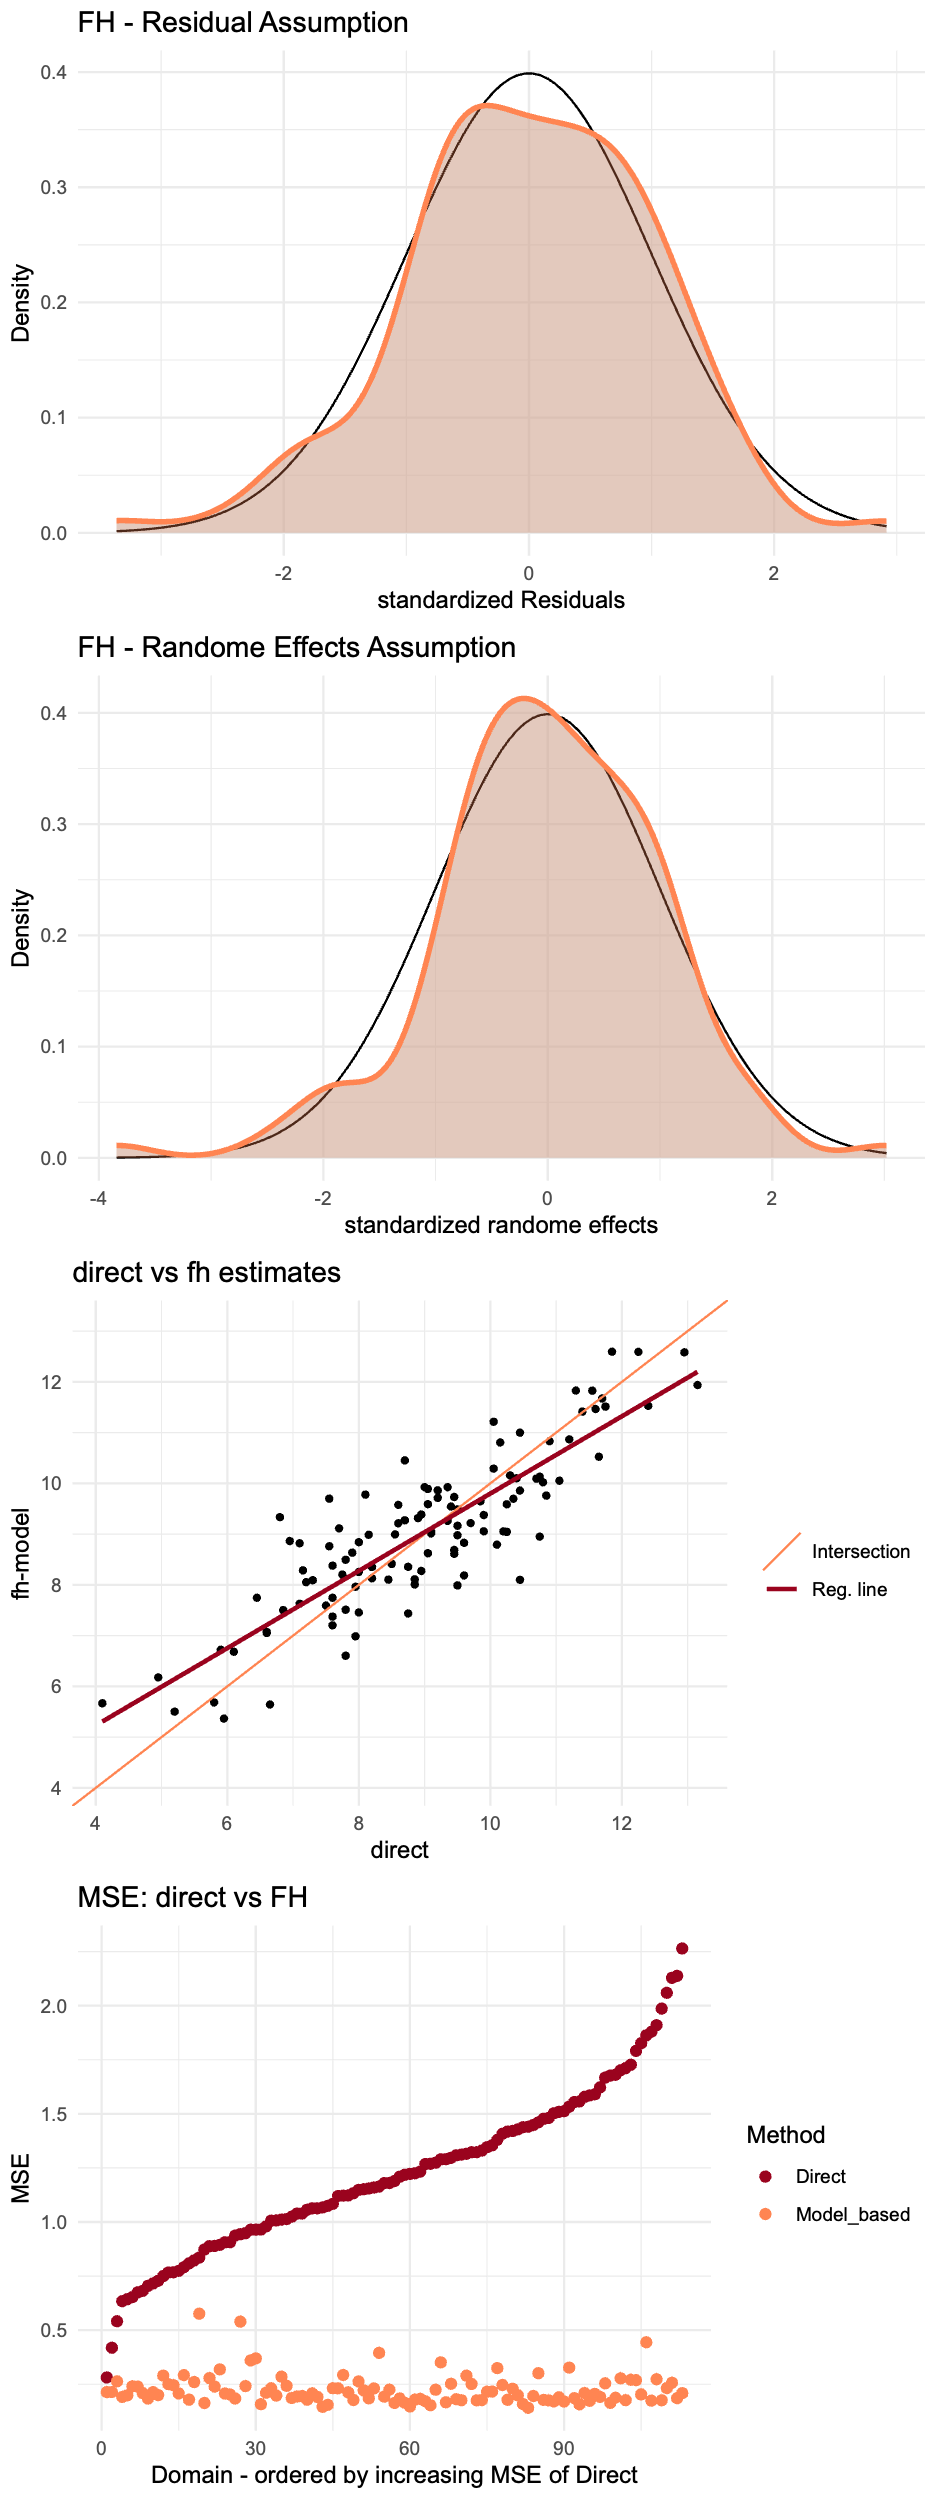 FH - Residual Assumption
0.4
0.3
0.2
0.1
0.0
Density
-2 0 2
standardized Residuals
FH - Randome Effects Assumption
0.4
0.3
0.2
0.1
0.0
Density
-4 -2 0 2
standardized randome effects
direct vs fh estimates
12
10
8
6
4
fh-model
4 6 8 10 12
direct
Intersection
Reg. line
MSE: direct vs FH
2.0
1.5
1.0
0.5
MSE
0 30 60 90
Domain - ordered by increasing MSE of Direct
Method
Direct
Model_based